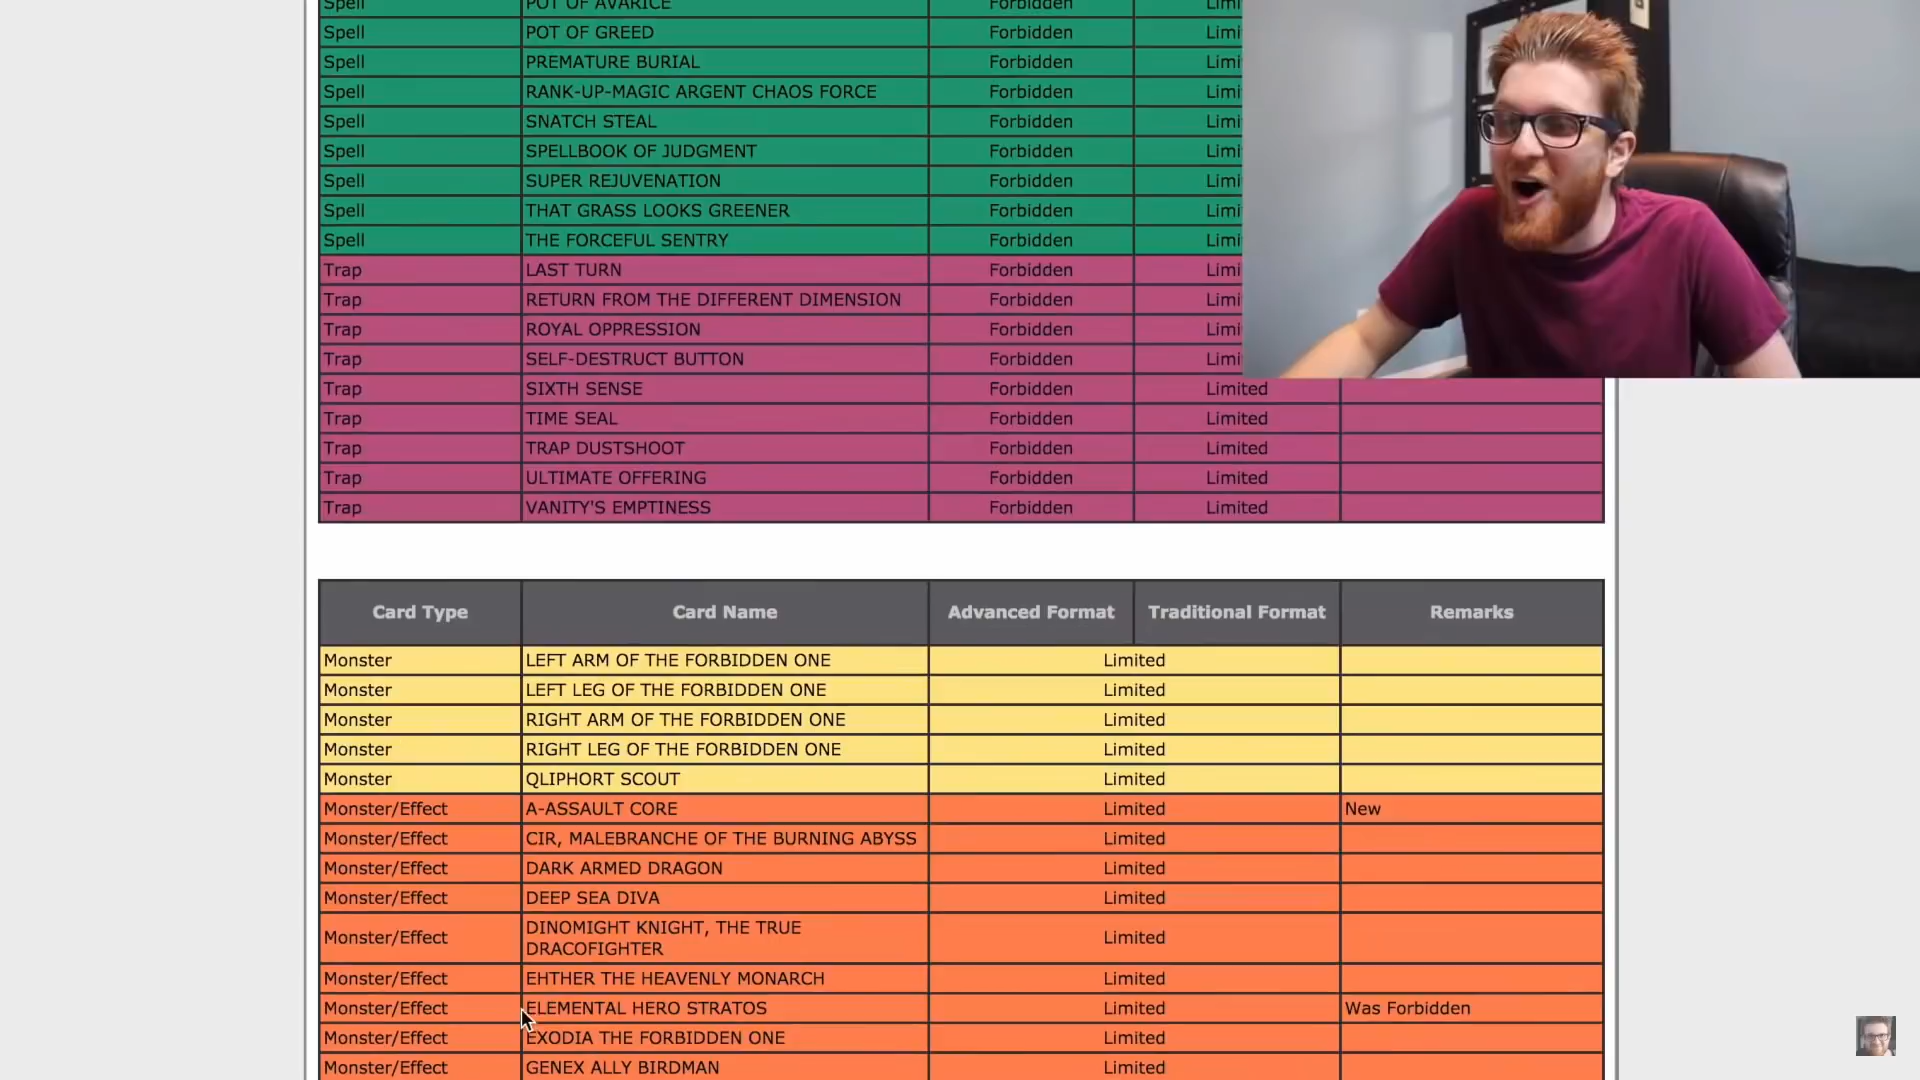 Spell POT OF AVARICE Forbidden Limi
Spell POT OF GREED Forbidden Limi
Spell PREMATURE BURIAL Forbidden Limi
Spell RANK-UP-MAGIC ARGENT CHAOS FORCE Forbidden Limi
Spell SNATCH STEAL Forbidden Limi
Spell SPELLBOOK OF JUDGMENT Forbidden Limi
Spell SUPER REJUVENATION Forbidden Limi
Spell THAT GRASS LOOKS GREENER Forbidden Limi
Spell THE FORCEFUL SENTRY Forbidden Limi
Trap LAST TURN Forbidden Limi
Trap RETURN FROM THE DIFFERENT DIMENSION Forbidden Limi
Trap ROYAL OPPRESSION Forbidden Limi
Trap SELF-DESTRUCT BUTTON Forbidden Limi
Trap SIXTH SENSE Forbidden Limited
Trap TIME SEAL Forbidden Limited
Trap TRAP DUSTSHOOT Forbidden Limited
Trap ULTIMATE OFFERING Forbidden Limited
Trap VANITY'S EMPTINESS Forbidden Limited
Card Type Card Name Advanced Format Traditional Format Remarks
Monster LEFT ARM OF THE FORBIDDEN ONE Limited
Monster LEFT LEG OF THE FORBIDDEN ONE Limited
Monster RIGHT ARM OF THE FORBIDDEN ONE Limited
Monster RIGHT LEG OF THE FORBIDDEN ONE Limited
Monster QLIPHORT SCOUT Limited
Monster/Effect A-ASSAULT CORE Limited New
Monster/Effect CIR, MALEBRANCHE OF THE BURNING ABYSS Limited
Monster/Effect DARK ARMED DRAGON Limited
Monster/Effect DEEP SEA DIVA Limited
Monster/Effect DINOMIGHT KNIGHT, THE TRUE
DRACOFIGHTER Limited
Monster/Effect EHTHER THE HEAVENLY MONARCH Limited
Monster/Effect ELEMENTAL HERO STRATOS Limited Was Forbidden
Monster/Effect EXODIA THE FORBIDDEN ONE Limited
Monster/Effect GENEX ALLY BIRDMAN Limited